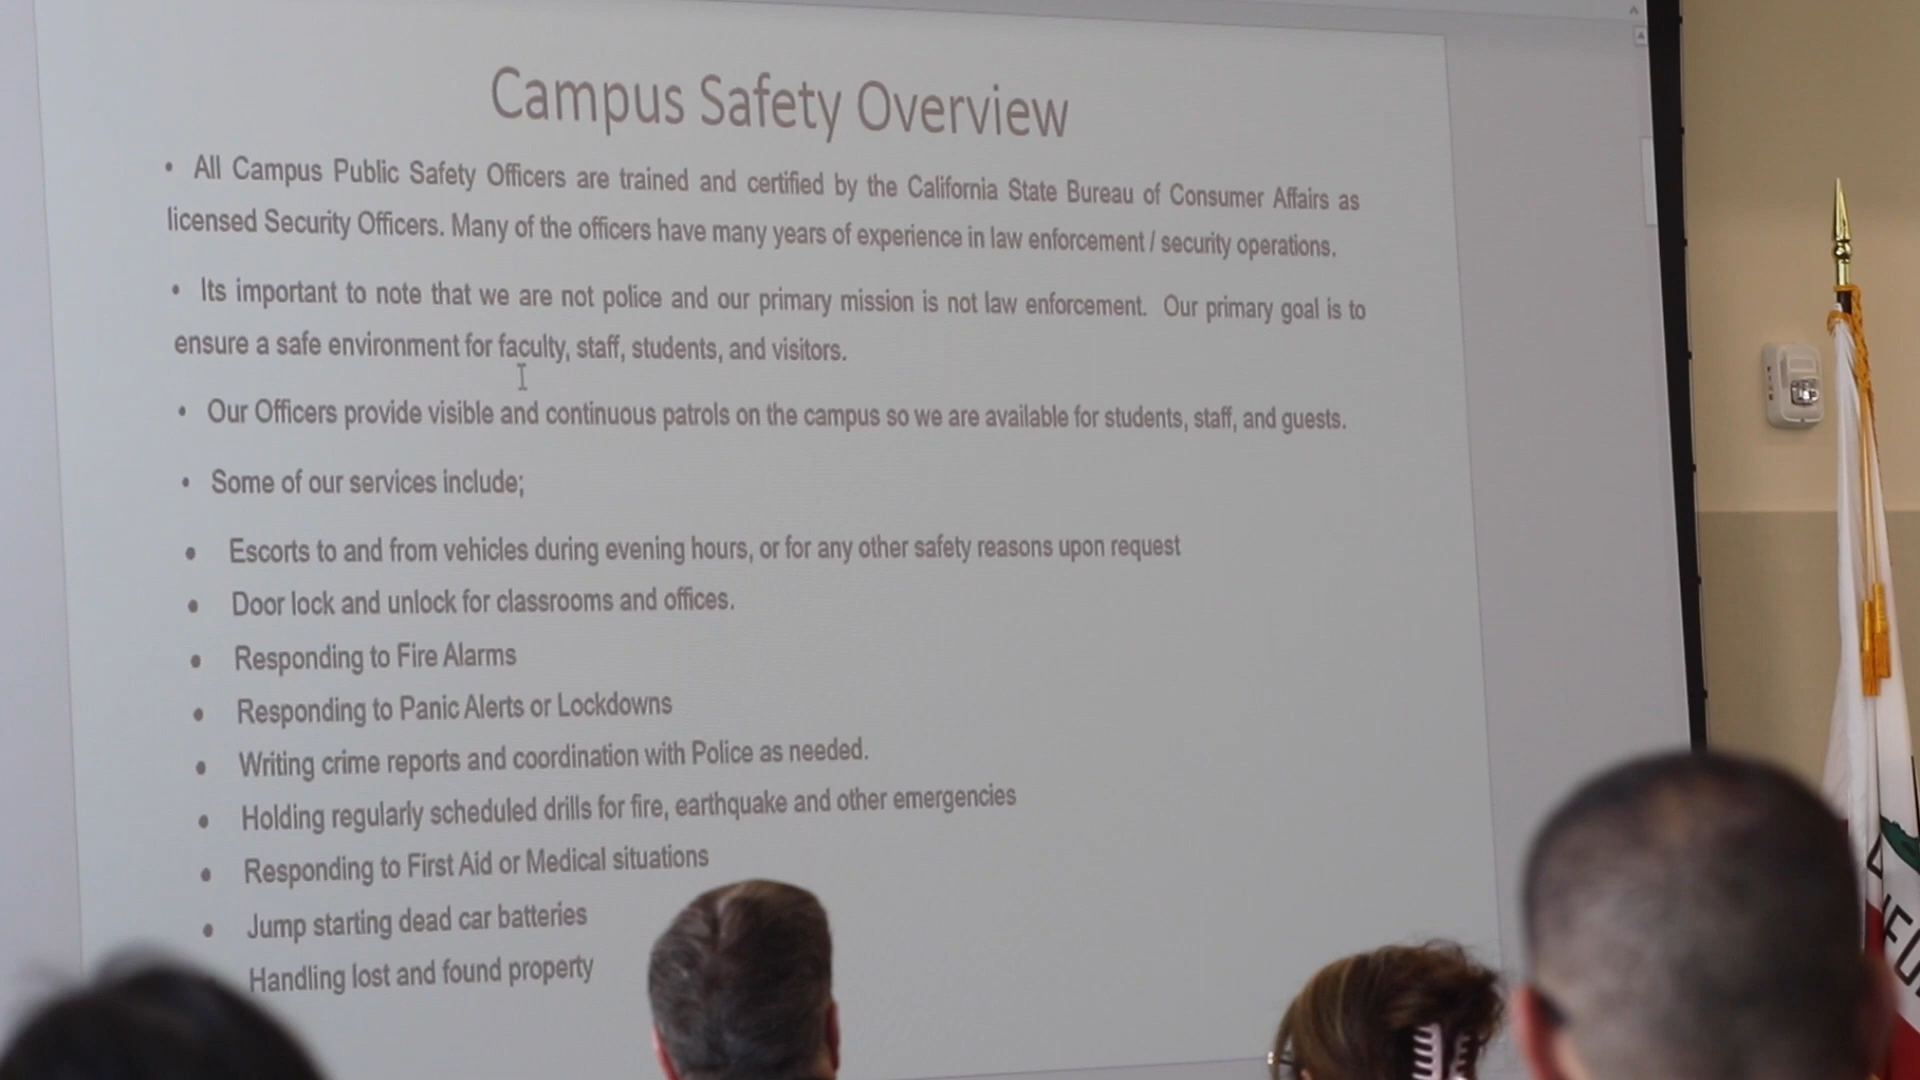 Campus Safety Overview
• All Campus Public Safety Officers are trained and certified by the California State Bureau of Consumer Affairs as
licensed Security Officers. Many of the officers have many years of experience in law enforcement / security operations.
• Its important to note that we are not police and our primary mission is not law enforcement. Our primary goal is to
ensure a safe environment for faculty, staff, students, and visitors.
• Our Officers provide visible and continuous patrols on the campus so we are available for students, staff, and guests.
• Some of our services include;
• Escorts to and from vehicles during evening hours, or for any other safety reasons upon request
• Door lock and unlock for classrooms and offices.
• Responding to Fire Alarms
• Responding to Panic Alerts or Lockdowns
• Writing crime reports and coordination with Police as needed.
• Holding regularly scheduled drills for fire, earthquake and other emergencies
• Responding to First Aid or Medical situations
• Jump starting dead car batteries
Handling lost and found property